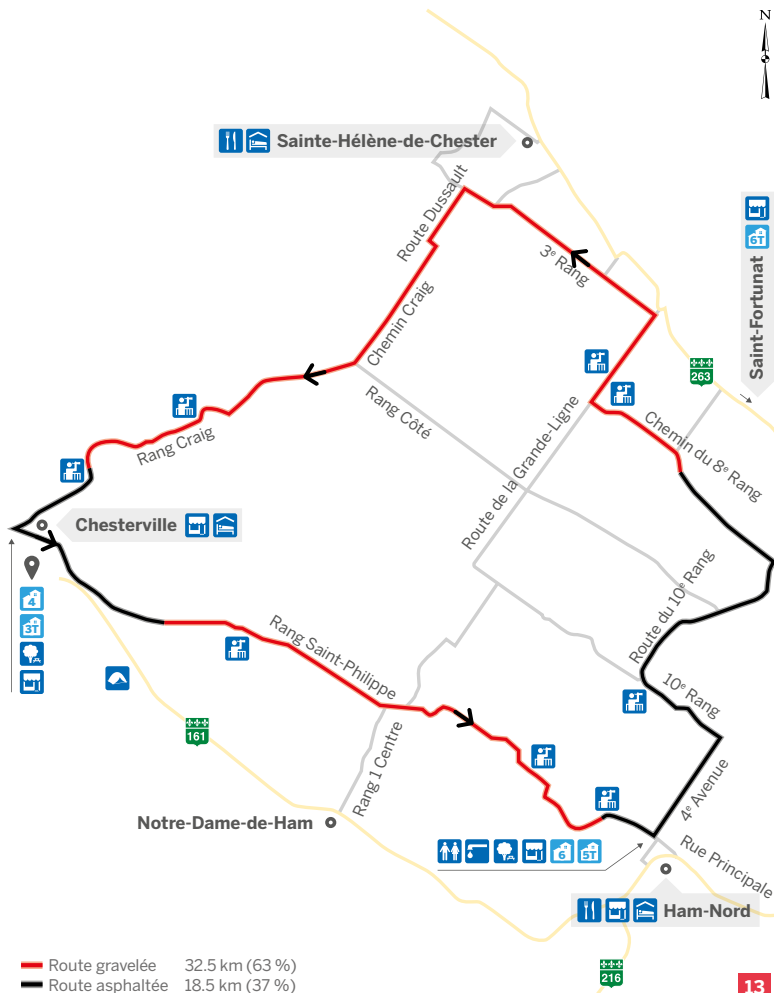 N
Sainte-Hélène-de-Chester
Route Dussault
3e Rang
6T
Saint-Fortunat
263
Chemin Craig
Rang Côté
Route de la Grande-Ligne
Chemin du 8e Rang
Rang Craig
Chesterville
4
3T
Rang Saint-Philippe
Route du 10e Rang
10e Rang
161
Rang 1 Centre
4e Avenue
Notre-Dame-de-Ham
Rue Principale
6
5T
Ham-Nord
216
Route gravelée 32.5 km (63 %)
Route asphaltée 18.5 km (37 %)
13